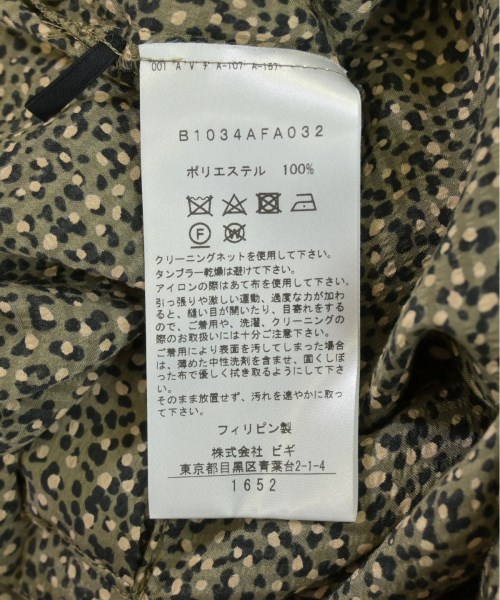 B1034AFA032
ポリエステル 100%
F W
クリーニングネットを使用して下さい。
タンブラー乾燥は避けて下さい。
アイロンの際はあて布を使用して下さい。
引っ張りや激しい運動、過度な力が加わ
ると、縫い目が開いたり、目寄れをする
ので、ご着用や、洗濯、クリーニングの
際のお取扱いには十分ご注意下さい。
ご着用により表面を汚してしまった場合
は、薄めた中性洗剤を含ませ、固くしぼ
った布で優しく拭き取るようにして下さ
い。
そのまま放置せず、汚れを速やかに取っ
て下さい。
フィリピン製
株式会社 ビギ
東京都目黒区青葉台2-1-4
1652